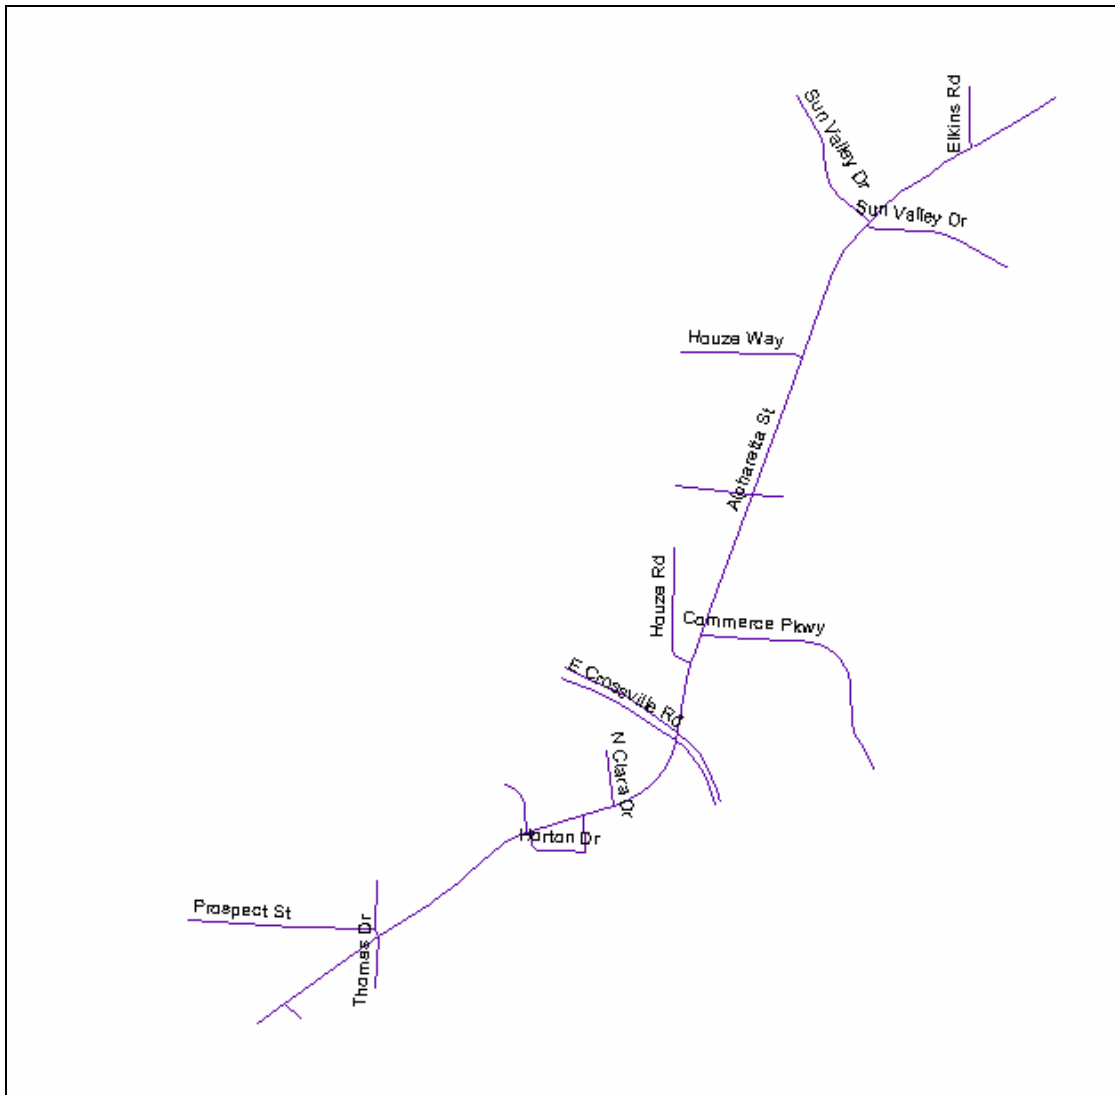 Elkins Rd
Sun Valley Dr
Sun Valley Dr
Houze Way
Alpharetta St
Houze Rd
Commerce Pkwy
E Crossville Rd
N Clara Dr
Horton Dr
Prospect St
Thomas Dr